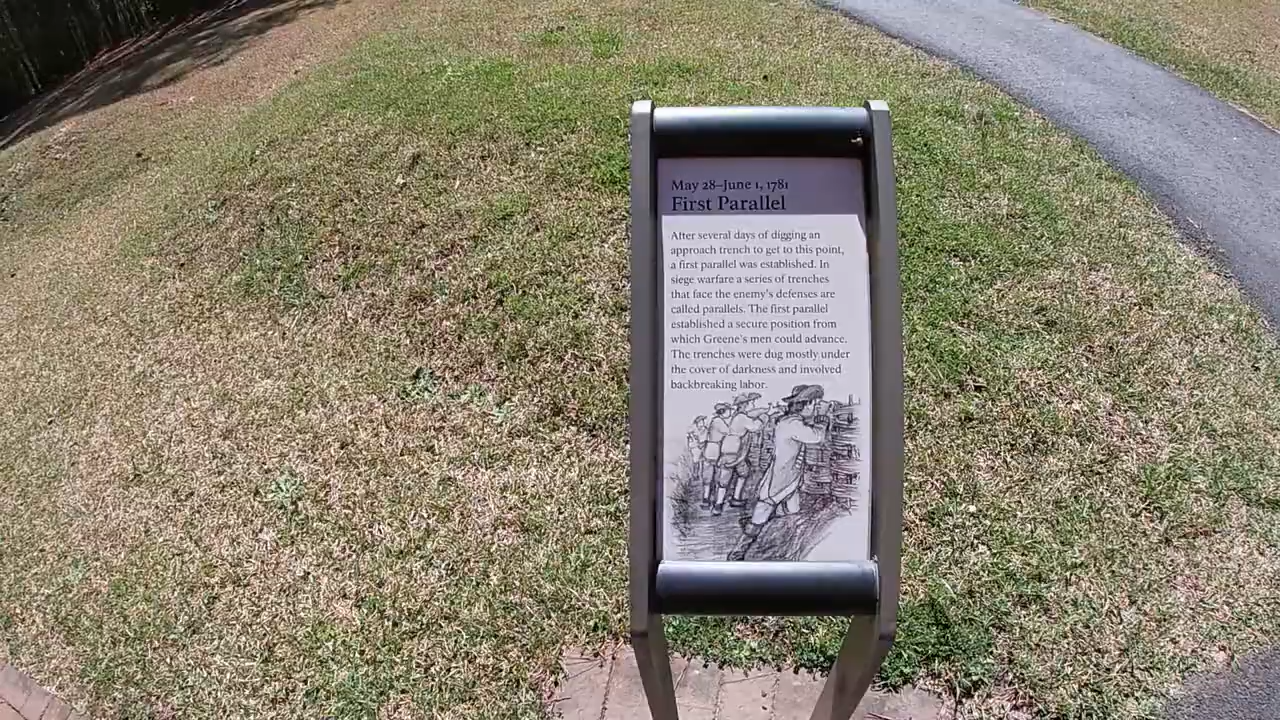 May 28–June 1, 1781
First Parallel
After several days of digging an
approach trench to get to this point,
a first parallel was established. In
siege warfare a series of trenches
that face the enemy's defenses are
called parallels. The first parallel
established a secure position from
which Greene's men could advance.
The trenches were dug mostly under
the cover of darkness and involved
backbreaking labor.